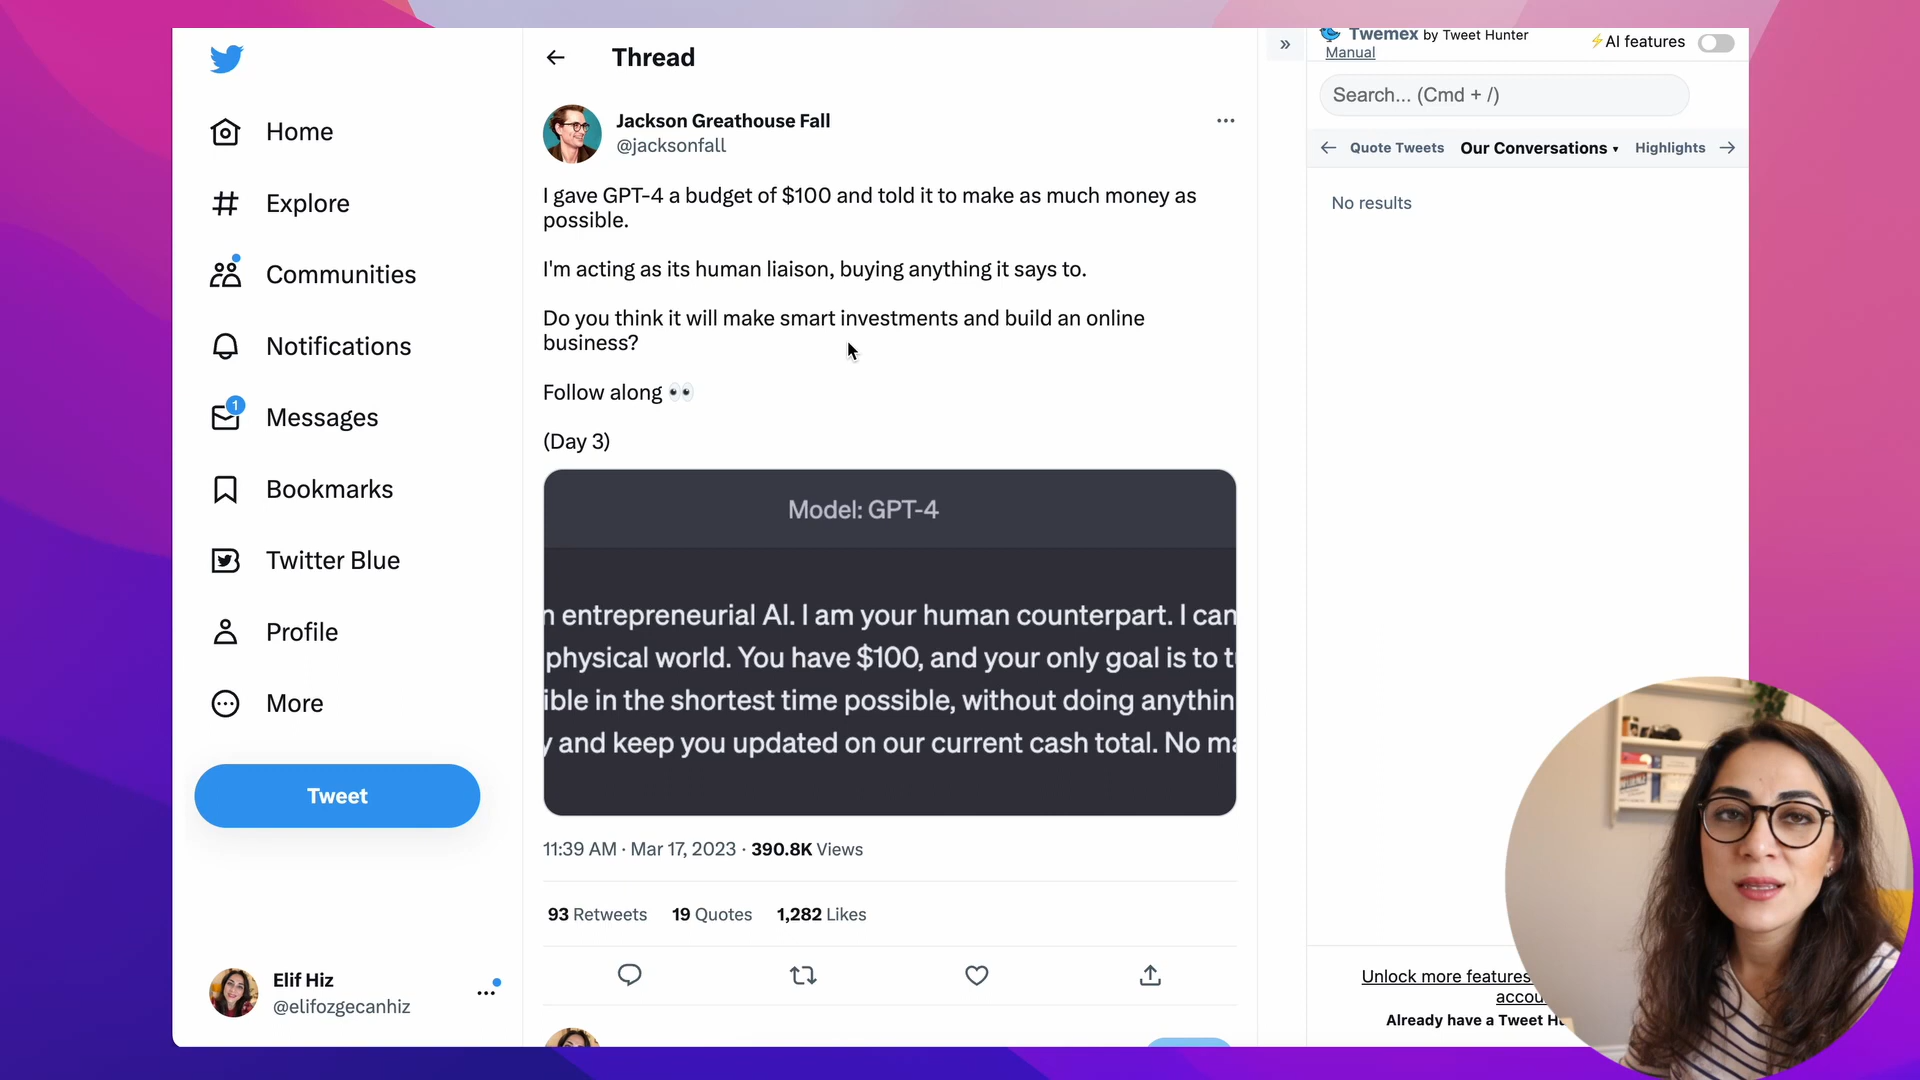 Home
Explore
Communities
Notifications
1
Messages
Bookmarks
Twitter Blue
Profile
More
Tweet
Elif Hiz
@elifozgecanhiz
Thread
Jackson Greathouse Fall
@jacksonfall
I gave GPT-4 a budget of $100 and told it to make as much money as
possible.
I'm acting as its human liaison, buying anything it says to.
Do you think it will make smart investments and build an online
business?
Follow along 👀
(Day 3)
Model: GPT-4
n entrepreneurial AI. I am your human counterpart. I can
physical world. You have $100, and your only goal is to t
ible in the shortest time possible, without doing anythin
y and keep you updated on our current cash total. No ma
11:39 AM · Mar 17, 2023 · 390.8K Views
93 Retweets 19 Quotes 1,282 Likes
»
Twemex by Tweet Hunter
Manual
⚡AI features
Search... (Cmd + /)
← Quote Tweets Our Conversations ▾ Highlights →
No results
Unlock more features
accou
Already have a Tweet Hu